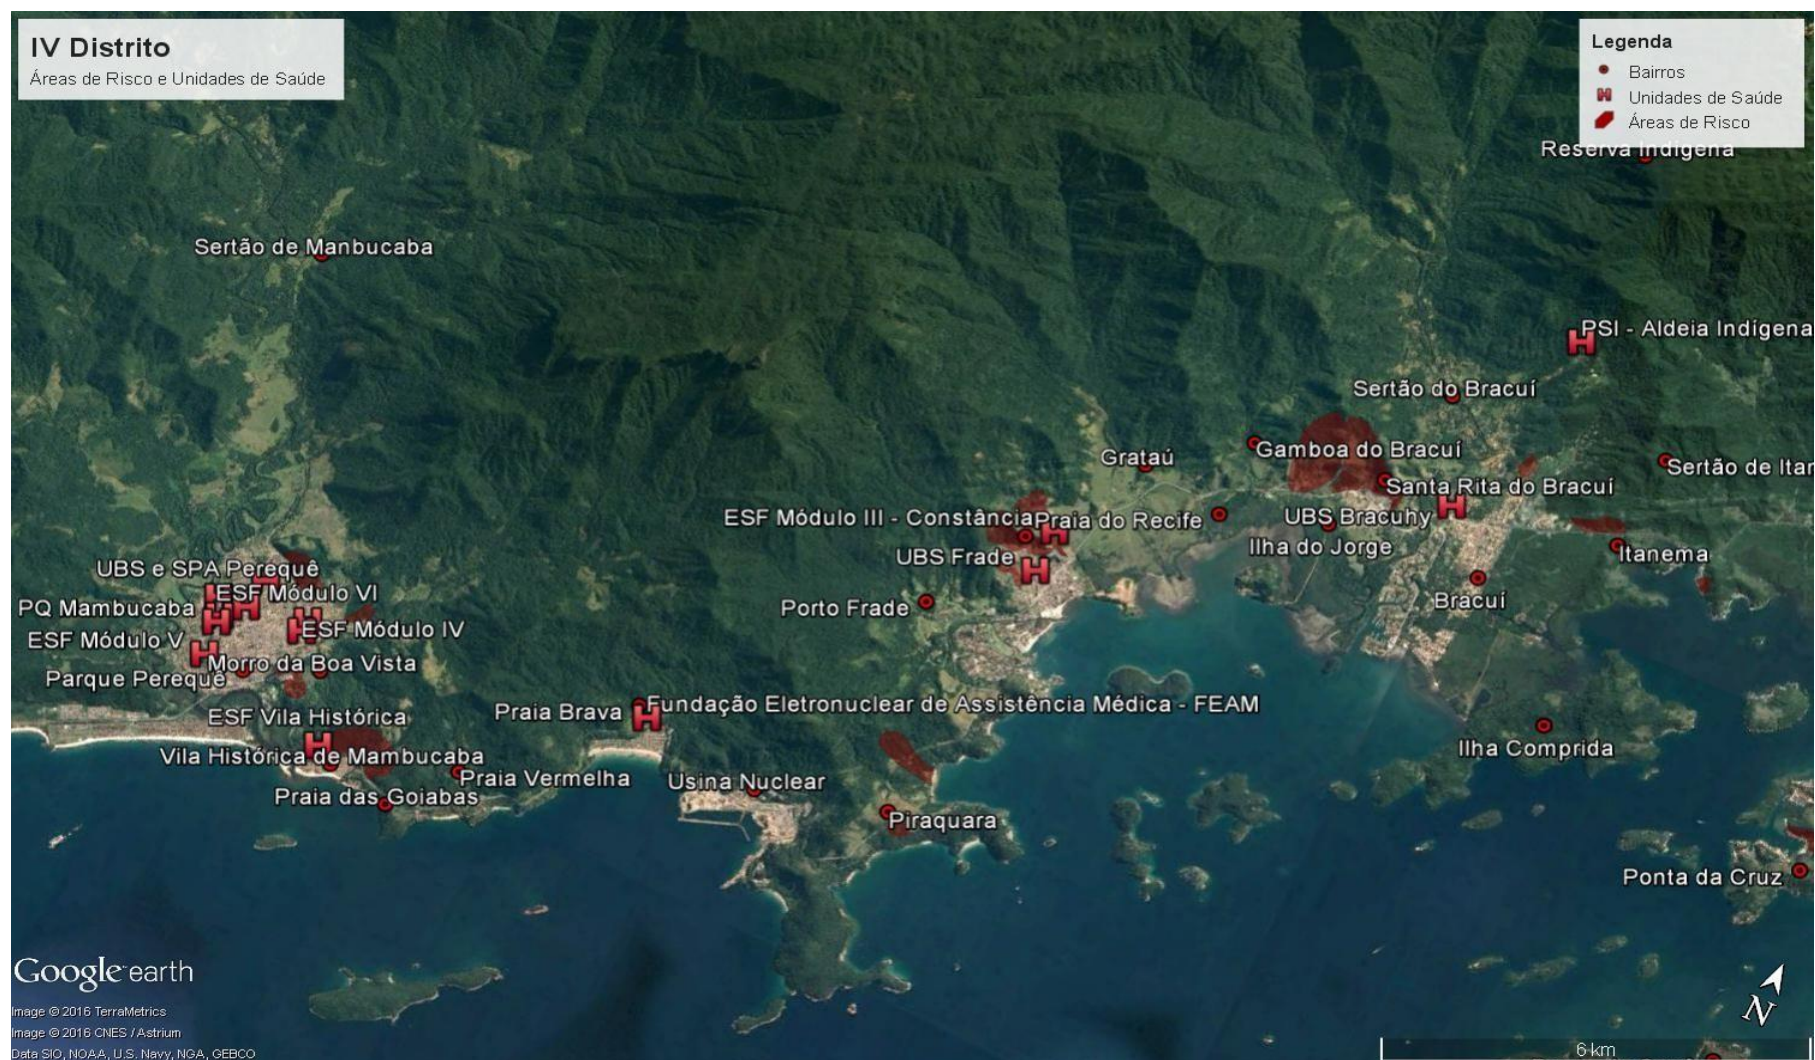 IV Distrito
Áreas de Risco e Unidades de Saúde
Legenda
Bairros
Unidades de Saúde
Áreas de Risco
Reserva Indígena
Sertão de Manbucaba
PSI - Aldeia Indígena
Sertão do Bracuí
Gamboa do Bracuí
Grataú
Sertão de Itar
Santa Rita do Bracuí
ESF Módulo III - Constância
Praia do Recife
UBS Bracuhy
Ilha do Jorge
Itanema
UBS Frade
UBS e SPA Perequê
ESF Módulo VI
PQ Mambucaba
Porto Frade
Bracuí
ESF Módulo IV
ESF Módulo V
Morro da Boa Vista
Parque Perequê
ESF Vila Histórica
Praia Brava
Fundação Eletronuclear de Assistência Médica - FEAM
Vila Histórica de Mambucaba
Ilha Comprida
Praia Vermelha
Usina Nuclear
Praia das Goiabas
Piraquara
Ponta da Cruz
Google earth
Image © 2016 TerraMetrics
Image © 2016 CNES / Astrium
Data SIO, NOAA, U.S. Navy, NGA, GEBCO
N
6 km